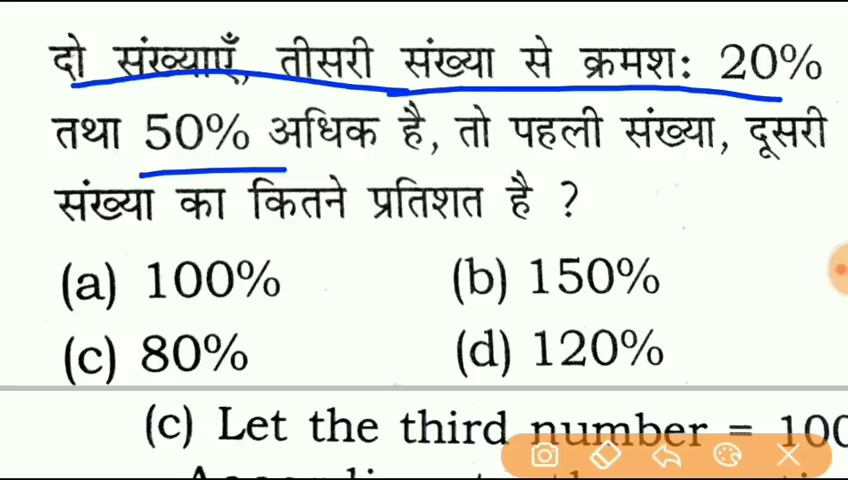 दो संख्याएँ, तीसरी संख्या से क्रमश: 20%
तथा 50% अधिक है, तो पहली संख्या, दूसरी
संख्या का कितने प्रतिशत है ?
(a) 100% (b) 150%
(c) 80% (d) 120%
(c) Let the third number = 100